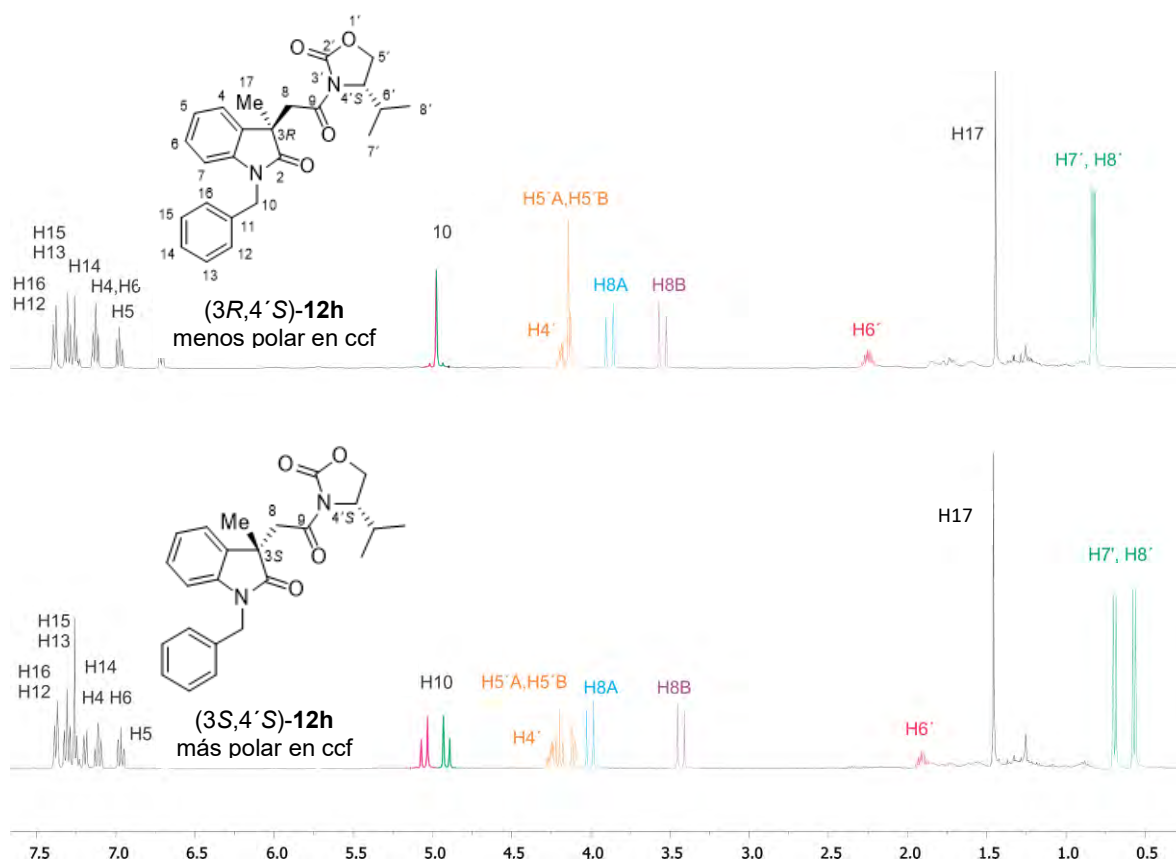 1´
O
O
2´
5´
3´
N
4´S
6´
8´
7´
17
8
9
Me
O
4
5
6
7
3R
2
O
N
10
16
11
15
12
14
13
(3R,4´S)-12h
menos polar en ccf
H15
H13
H16
H12
H14
H4,H6
H5
10
H5´A,H5´B
H4´
H8A
H8B
H6´
H17
H7´, H8´
O
O
N
4'S
8
9
Me
O
3S
O
N
(3S,4´S)-12h
más polar en ccf
H15
H13
H16
H12
H14
H4 H6
H5
H10
H5´A,H5´B
H4´
H8A
H8B
H6´
H17
H7', H8´
7.5 7.0 6.5 6.0 5.5 5.0 4.5 4.0 3.5 3.0 2.5 2.0 1.5 1.0 0.5